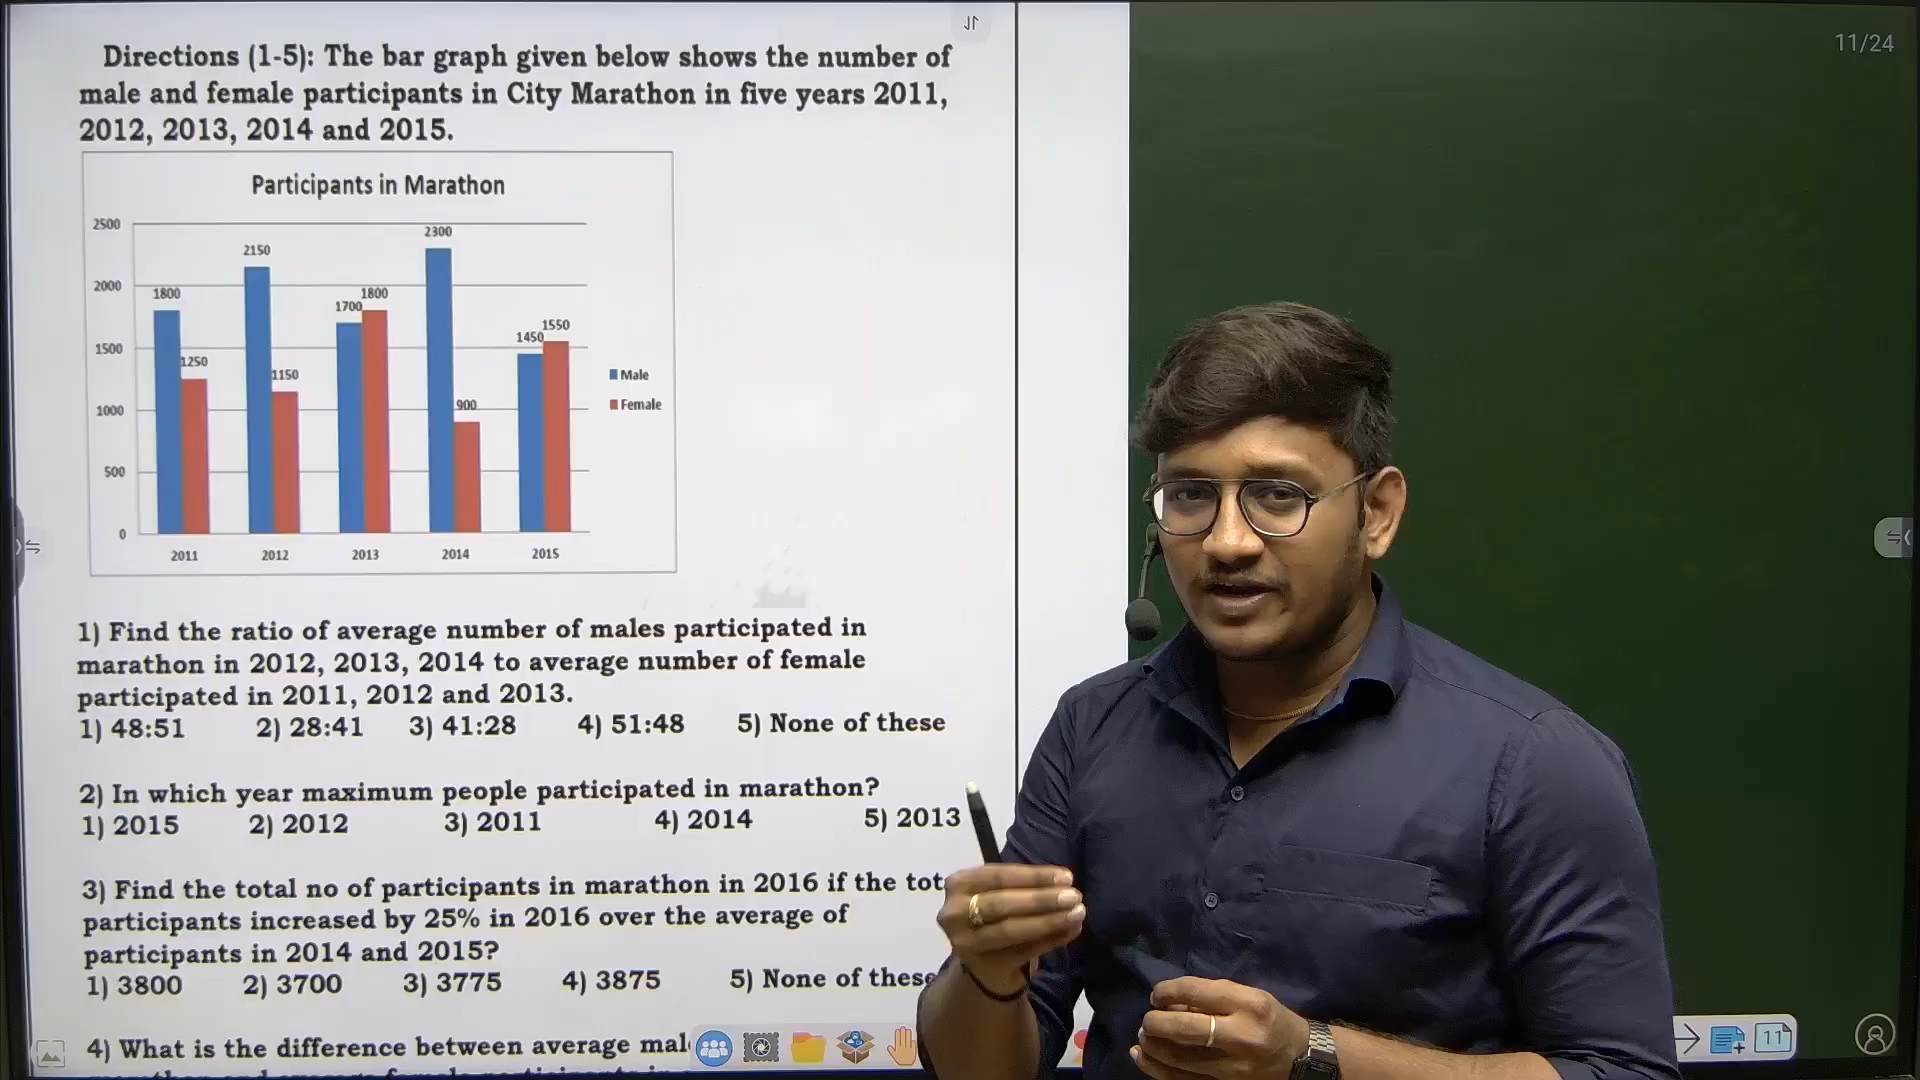 11/24
Directions (1-5): The bar graph given below shows the number of
male and female participants in City Marathon in five years 2011,
2012, 2013, 2014 and 2015.
Participants in Marathon
2500
2000
1500
1000
500
0
1800
1250
2150
1150
1700
1800
2300
900
1450
1550
2011 2012 2013 2014 2015
Male
Female
1) Find the ratio of average number of males participated in
marathon in 2012, 2013, 2014 to average number of female
participated in 2011, 2012 and 2013.
1) 48:51 2) 28:41 3) 41:28 4) 51:48 5) None of these
2) In which year maximum people participated in marathon?
1) 2015 2) 2012 3) 2011 4) 2014 5) 2013
3) Find the total no of participants in marathon in 2016 if the
participants increased by 25% in 2016 over the average of
participants in 2014 and 2015?
1) 3800 2) 3700 3) 3775 4) 3875 5) None of these
4) What is the difference between average
11